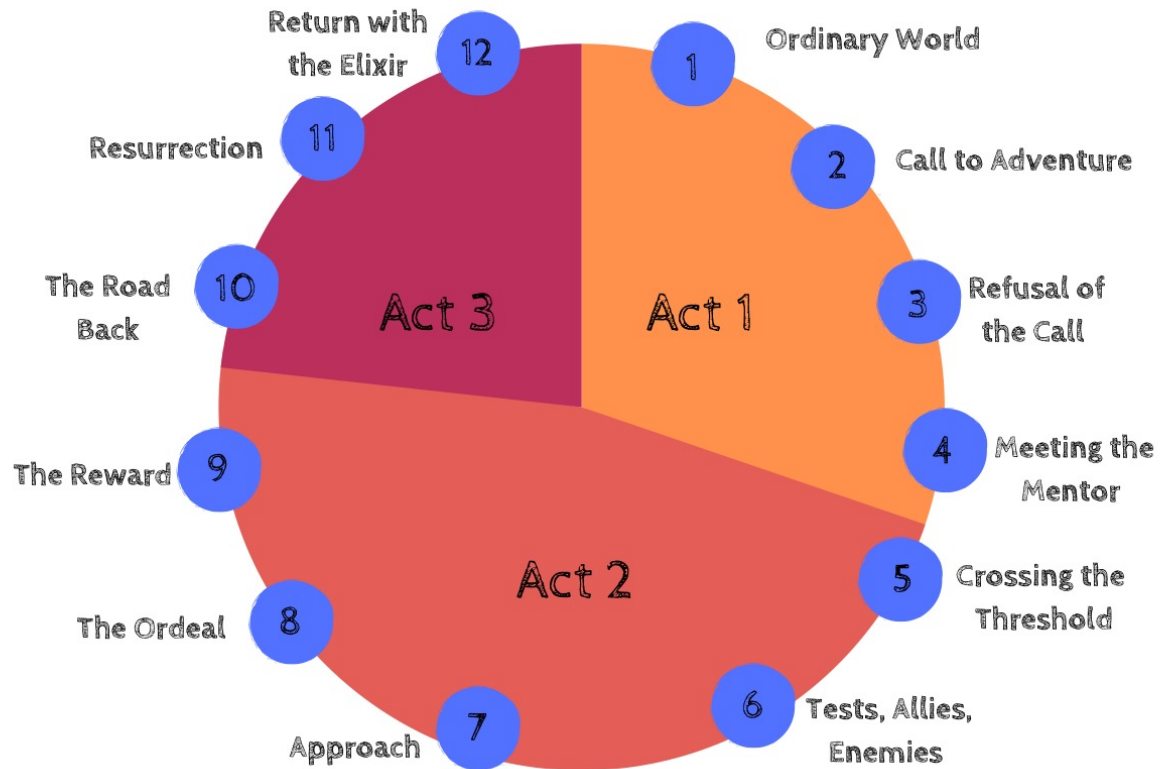 1
Ordinary World
2
Call to Adventure
3
Refusal of
the Call
4
Meeting the
Mentor
5
Crossing the
Threshold
6
Tests, Allies,
Enemies
7
Approach
8
The Ordeal
9
The Reward
10
The Road
Back
11
Resurrection
12
Return with
the Elixir
Act 1
Act 2
Act 3